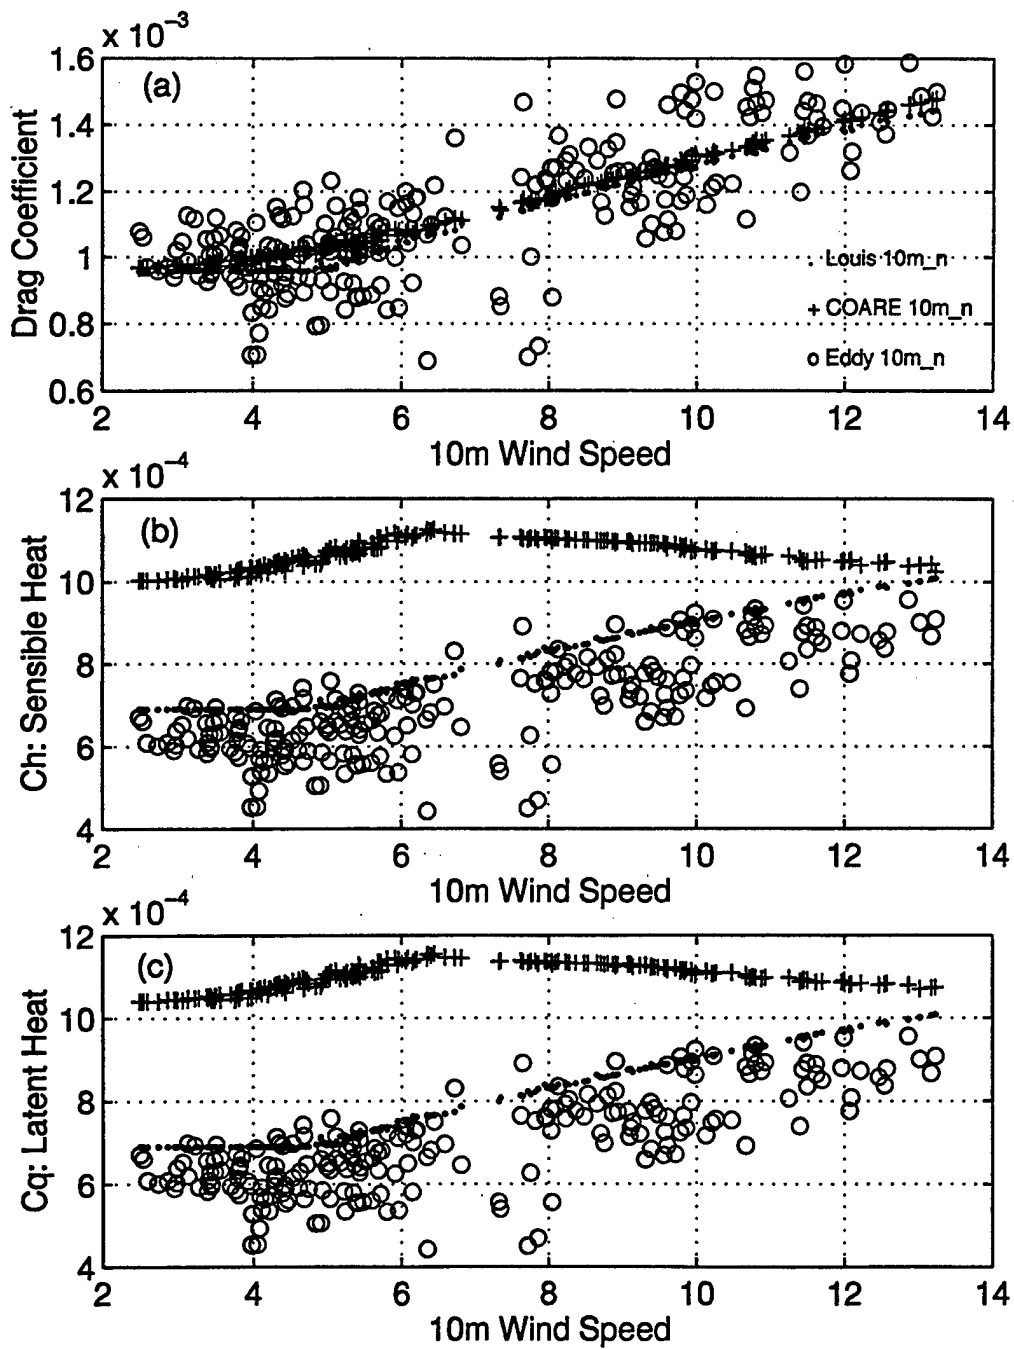 x 10⁻³
1.6
(a)
1.4
1.2
1
0.8
0.6
Drag Coefficient
. Louis 10m_n
+ COARE 10m_n
o Eddy 10m_n
2 4 6 8 10 12 14
10m Wind Speed
x 10⁻⁴
12
(b)
10
8
6
4
Ch: Sensible Heat
2 4 6 8 10 12 14
10m Wind Speed
x 10⁻⁴
12
(c)
10
8
6
4
Cq: Latent Heat
2 4 6 8 10 12 14
10m Wind Speed